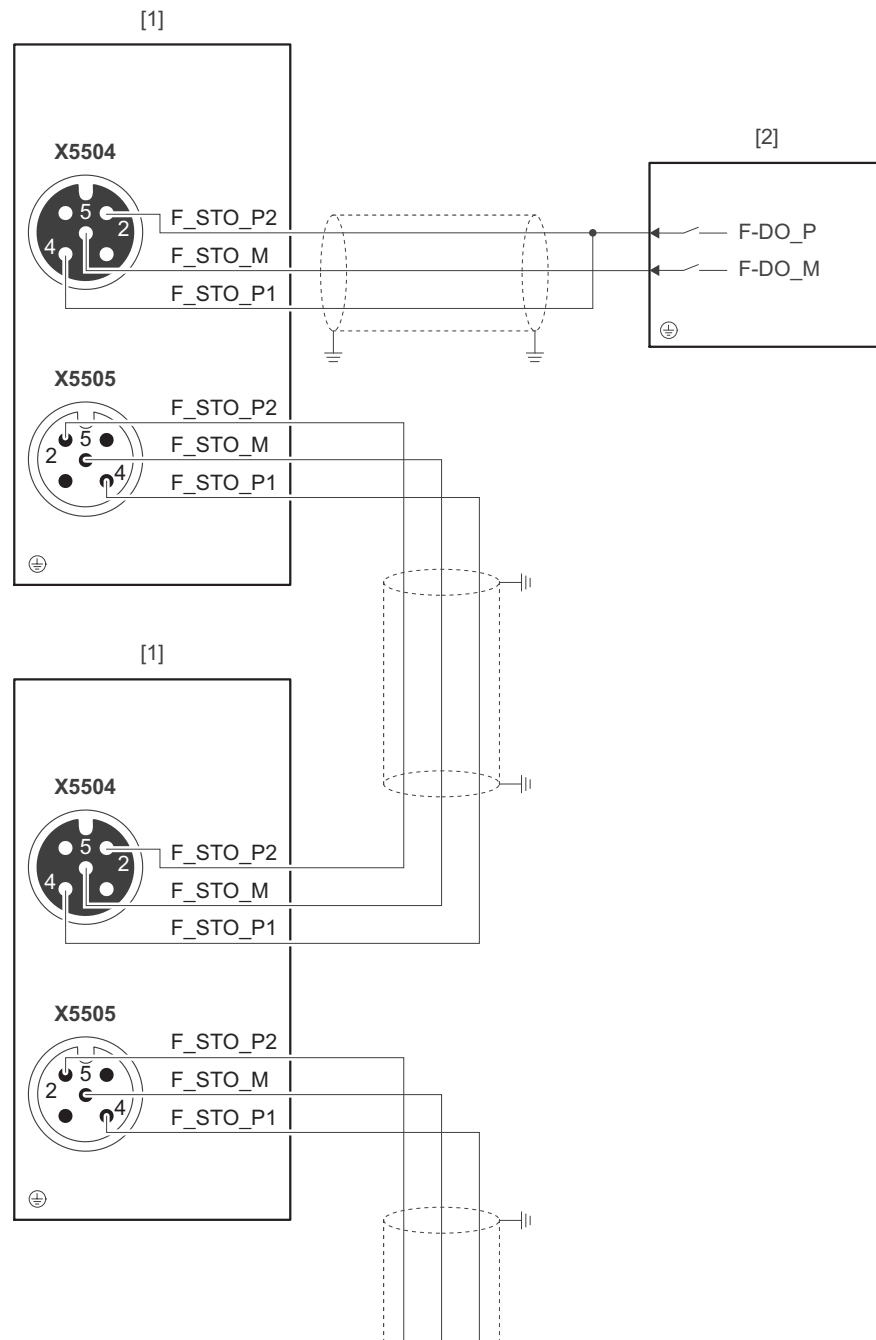 [1]
X5504
5
2
4
F_STO_P2
F_STO_M
F_STO_P1
[2]
F-DO_P
F-DO_M
X5505
5
2
4
F_STO_P2
F_STO_M
F_STO_P1
[1]
X5504
5
2
4
F_STO_P2
F_STO_M
F_STO_P1
X5505
5
2
4
F_STO_P2
F_STO_M
F_STO_P1